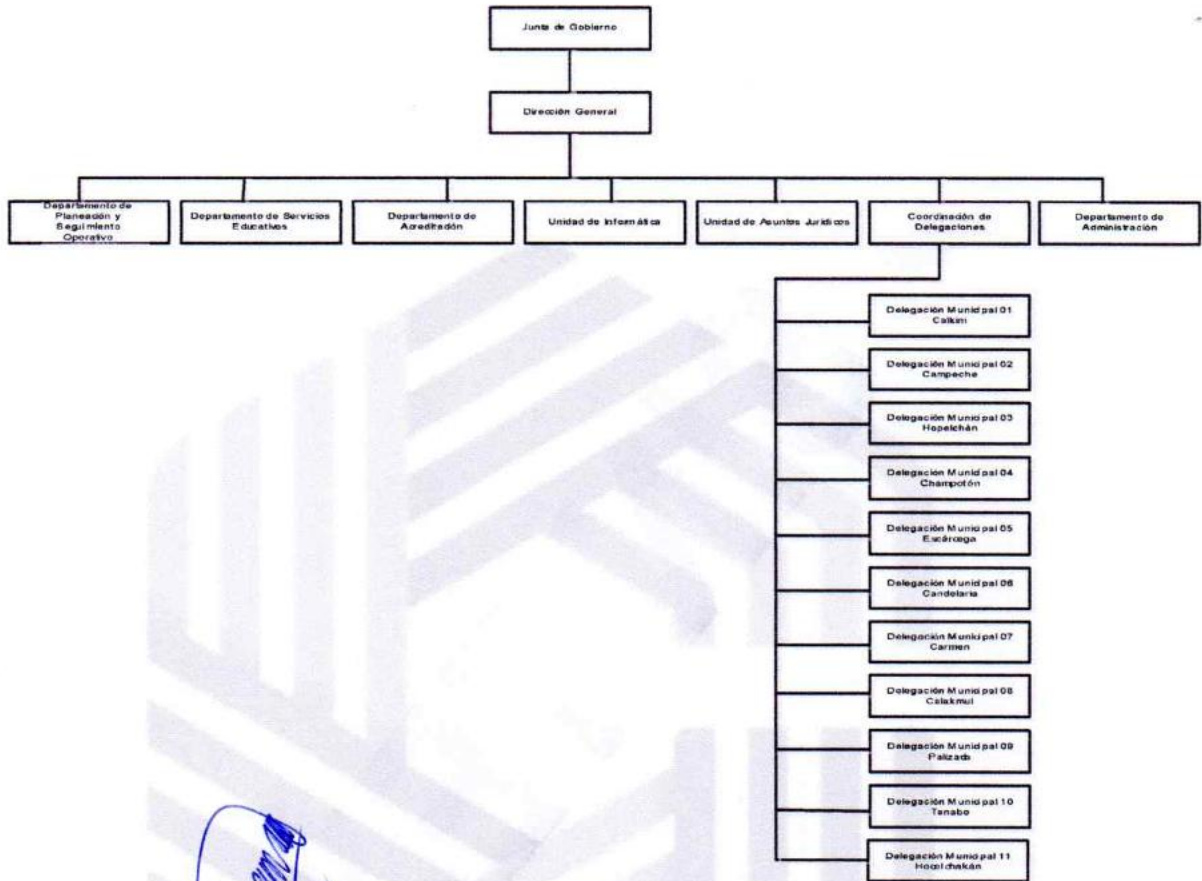 Junta de Gobierno
Dirección General
Departamento de
Planeación y
Seguimiento
Operativo
Departamento de Servicios
Educativos
Departamento de
Acreditación
Unidad de Informática
Unidad de Asuntos Jurídicos
Coordinación de
Delegaciones
Departamento de
Administración
Delegación Municipal 01
Calkini
Delegación Municipal 02
Campeche
Delegación Municipal 03
Hopelchén
Delegación Municipal 04
Champotón
Delegación Municipal 05
Escárcega
Delegación Municipal 06
Candelaria
Delegación Municipal 07
Carmen
Delegación Municipal 08
Calakmul
Delegación Municipal 09
Palizada
Delegación Municipal 10
Tenabo
Delegación Municipal 11
Hecelchakán